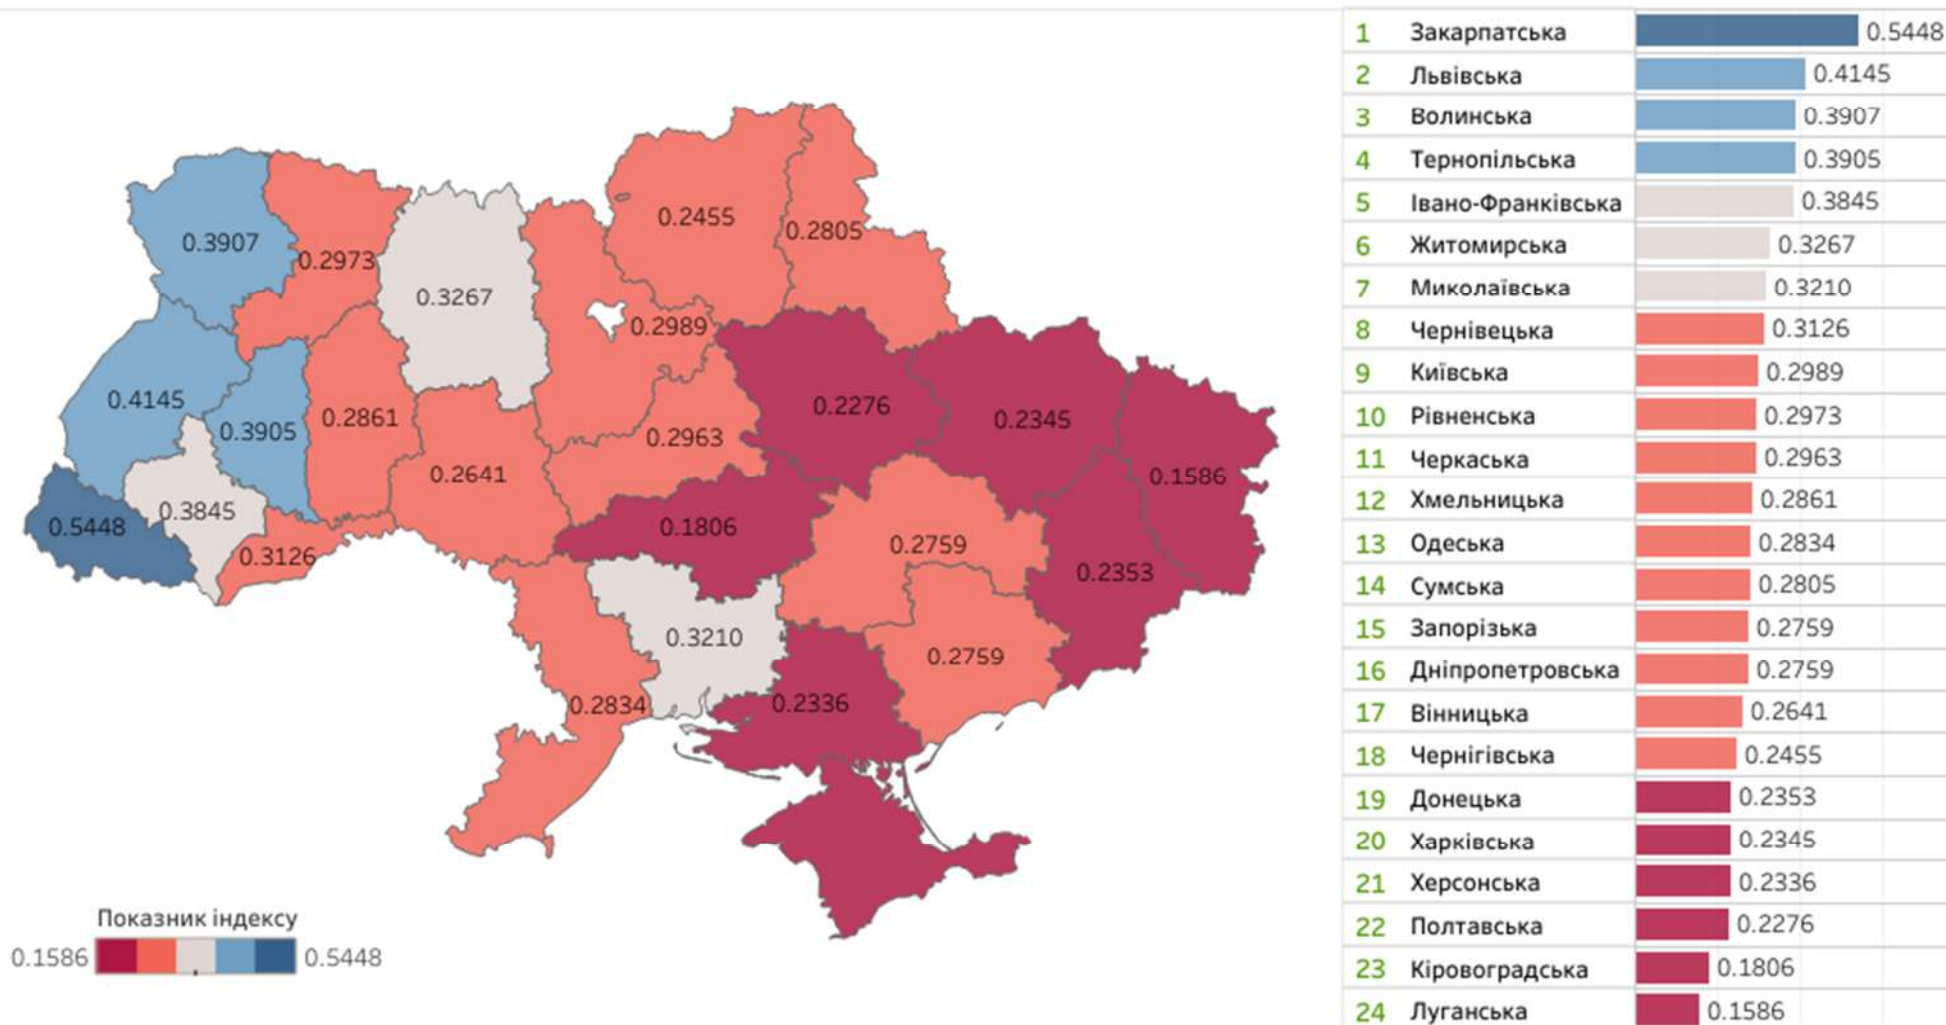 0.3907
0.2973
0.3267
0.2455
0.2805
0.2989
0.4145
0.3905
0.2861
0.2641
0.2963
0.2276
0.2345
0.1586
0.5448
0.3845
0.3126
0.1806
0.2759
0.2353
0.3210
0.2759
0.2834
0.2336
Показник індексу
0.1586 0.5448
1 Закарпатська 0.5448
2 Львівська 0.4145
3 Волинська 0.3907
4 Тернопільська 0.3905
5 Івано-Франківська 0.3845
6 Житомирська 0.3267
7 Миколаївська 0.3210
8 Чернівецька 0.3126
9 Київська 0.2989
10 Рівненська 0.2973
11 Черкаська 0.2963
12 Хмельницька 0.2861
13 Одеська 0.2834
14 Сумська 0.2805
15 Запорізька 0.2759
16 Дніпропетровська 0.2759
17 Вінницька 0.2641
18 Чернігівська 0.2455
19 Донецька 0.2353
20 Харківська 0.2345
21 Херсонська 0.2336
22 Полтавська 0.2276
23 Кіровоградська 0.1806
24 Луганська 0.1586